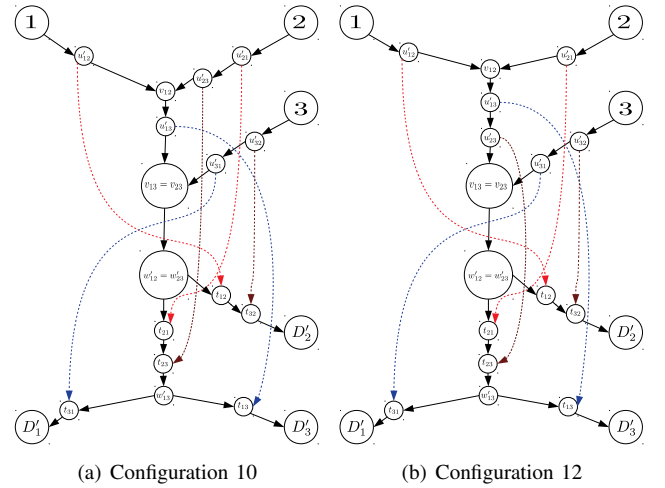 1 2 1 2
u′12 u′21 u′12 u′21
u′23
v12 v12
u′13 u′13
3 3
u′32 u′23 u′32
u′31 u′31
v13 = v23 v13 = v23
w′12 = w′23 w′12 = w′23
t12 t12
t32 t32
t21 D′2 t21 D′2
t23 t23
w′13 w′13
t31 t13 t31 t13
D′1 D′3 D′1 D′3
(a) Configuration 10 (b) Configuration 12